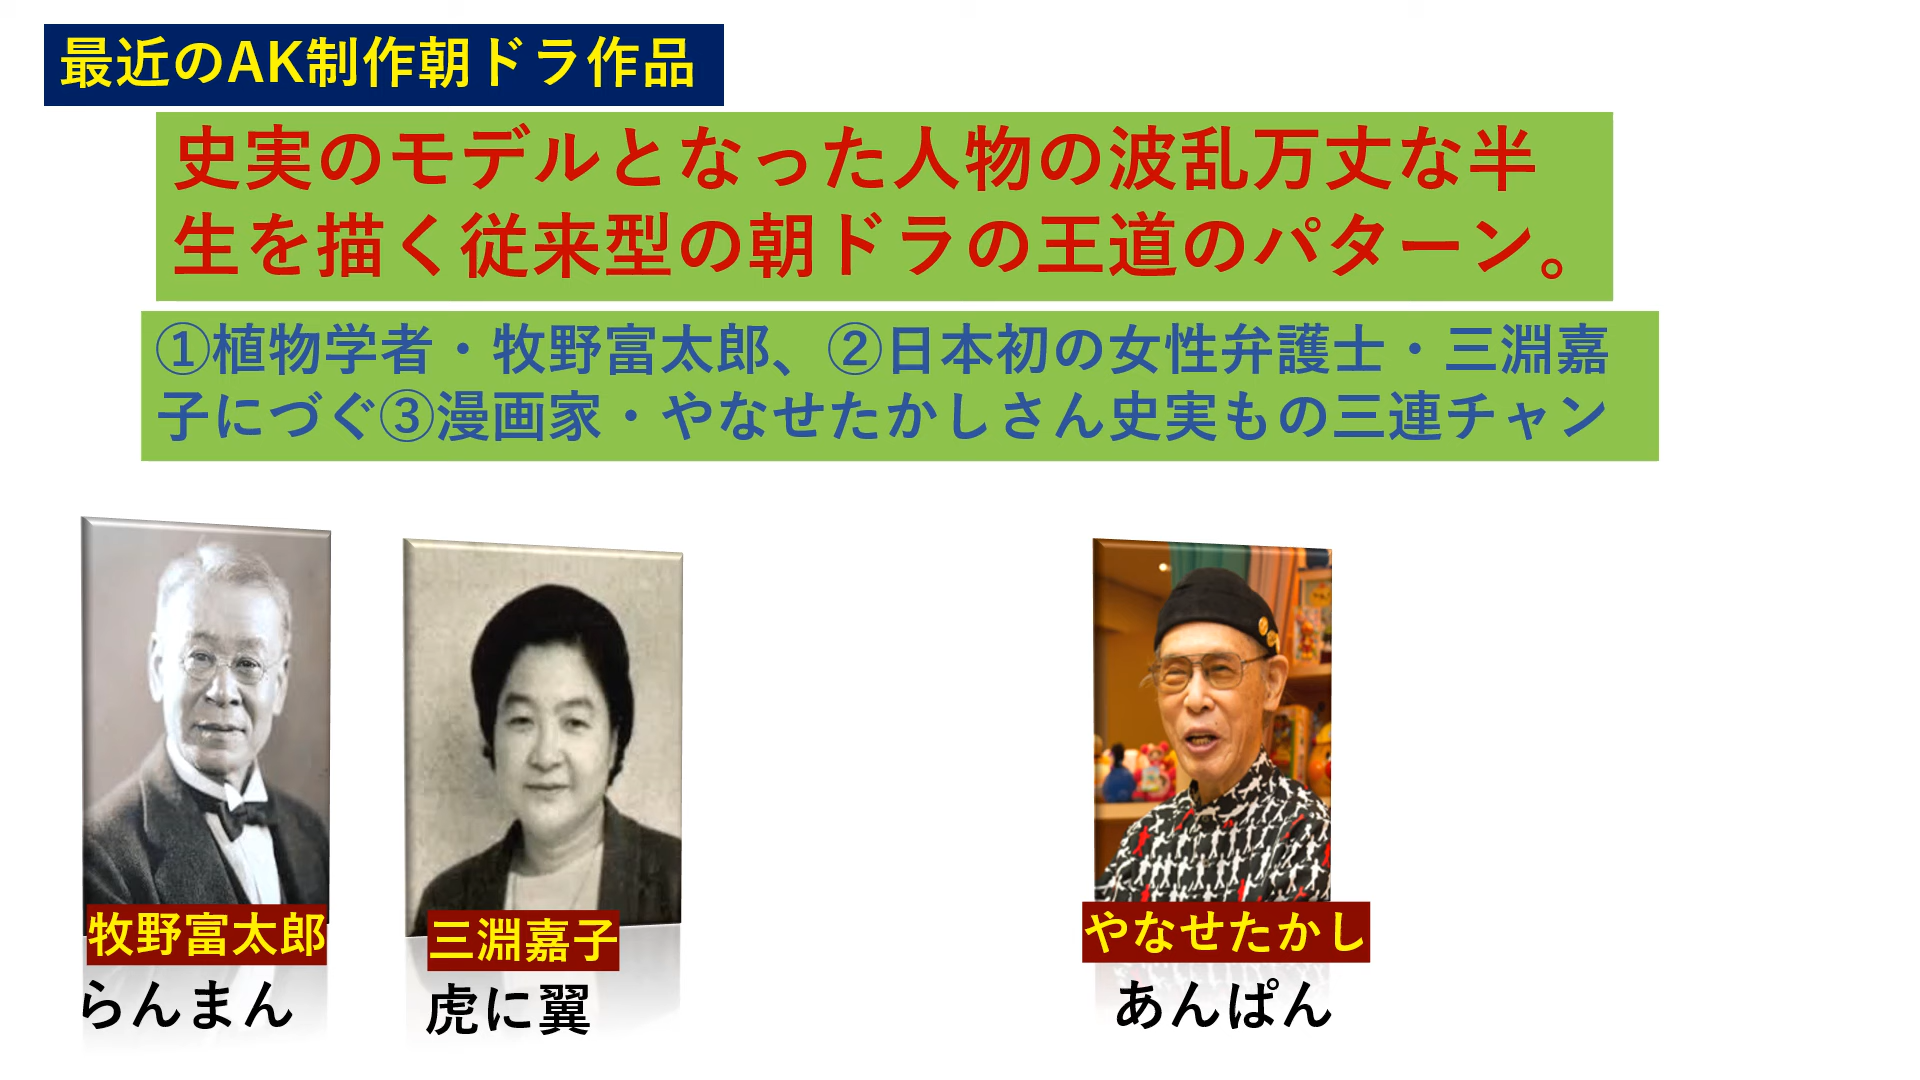 最近のAK制作朝ドラ作品
史実のモデルとなった人物の波乱万丈な半
生を描く従来型の朝ドラの王道のパターン。
①植物学者・牧野富太郎、②日本初の女性弁護士・三淵嘉
子につづぐ③漫画家・やなせたかしさん史実もの三連チャン
牧野富太郎
らんまん
三淵嘉子
虎に翼
やなせたかし
あんぱん